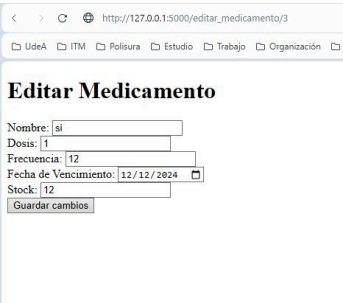 http://127.0.0.1:5000/editar_medicamento/3
UdeA ITM Polisura Estudio Trabajo Organización
Editar Medicamento
Nombre: si
Dosis: 1
Frecuencia: 12
Fecha de Vencimiento: 12/12/2024
Stock: 12
Guardar cambios